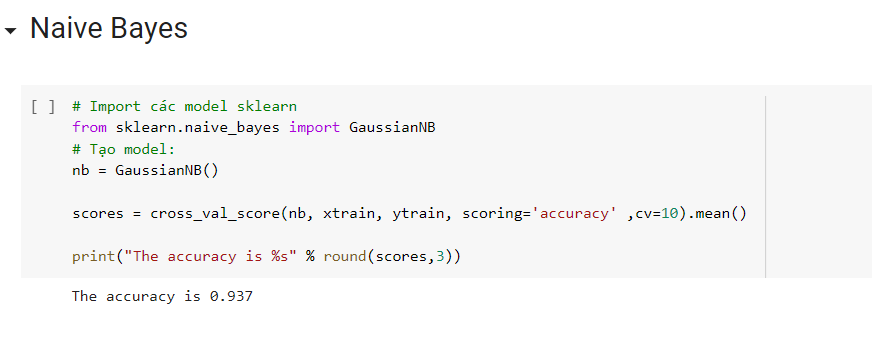 Naive Bayes
[ ] # Import các model sklearn
from sklearn.naive_bayes import GaussianNB
# Tạo model:
nb = GaussianNB()
scores = cross_val_score(nb, xtrain, ytrain, scoring='accuracy' ,cv=10).mean()
print("The accuracy is %s" % round(scores,3))
The accuracy is 0.937